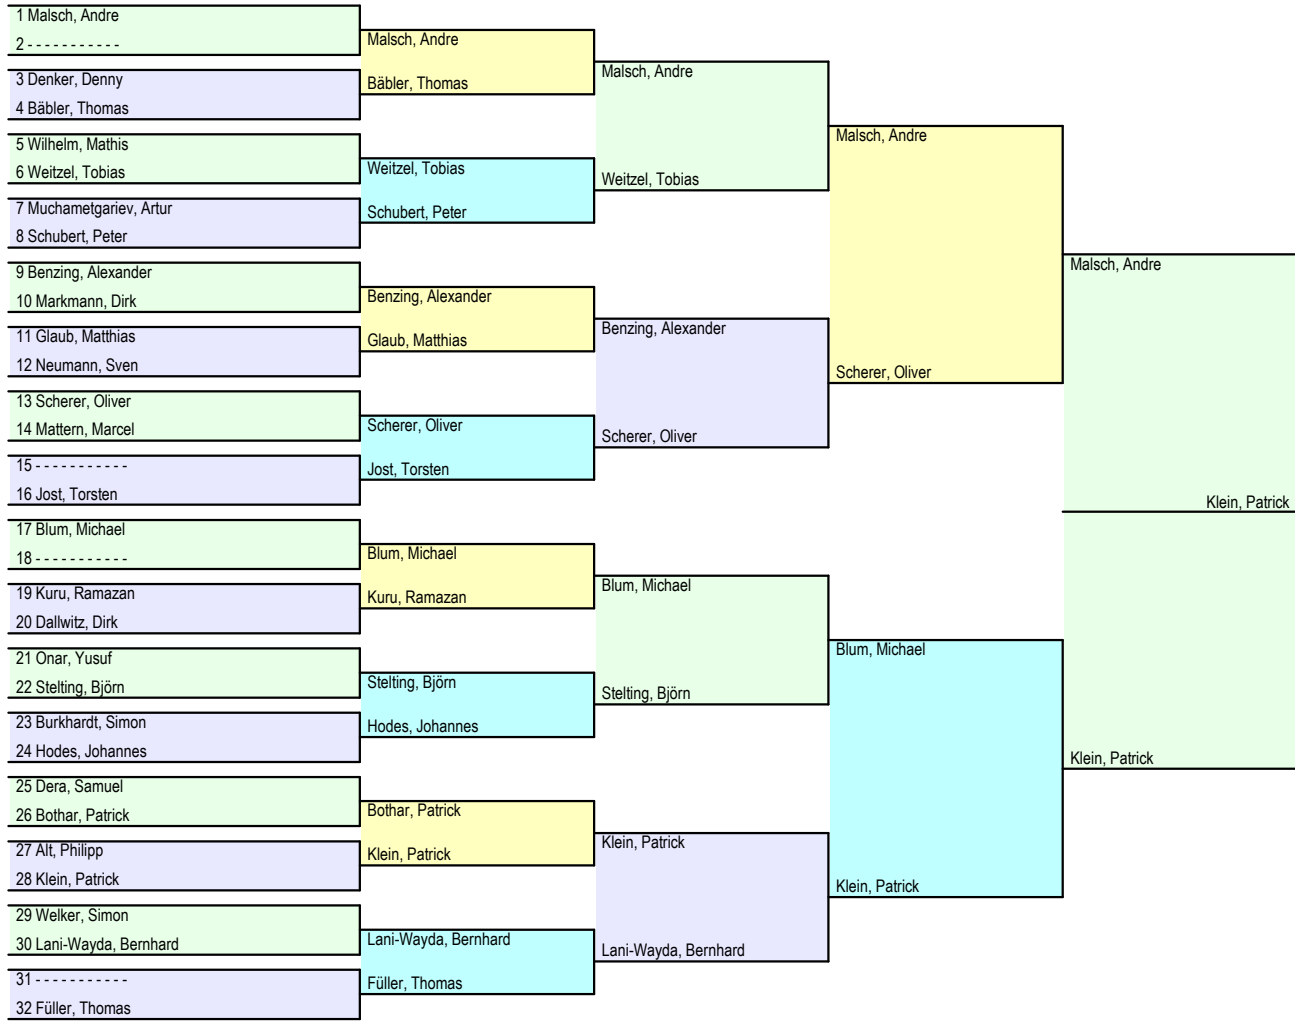 1 Malsch, Andre
2 - - - - - - - - - - -
3 Denker, Denny
4 Bäbler, Thomas
5 Wilhelm, Mathis
6 Weitzel, Tobias
7 Muchametgariev, Artur
8 Schubert, Peter
9 Benzing, Alexander
10 Markmann, Dirk
11 Glaub, Matthias
12 Neumann, Sven
13 Scherer, Oliver
14 Mattern, Marcel
15 - - - - - - - - - - -
16 Jost, Torsten
17 Blum, Michael
18 - - - - - - - - - - -
19 Kuru, Ramazan
20 Dallwitz, Dirk
21 Onar, Yusuf
22 Stelting, Björn
23 Burkhardt, Simon
24 Hodes, Johannes
25 Dera, Samuel
26 Bothar, Patrick
27 Alt, Philipp
28 Klein, Patrick
29 Welker, Simon
30 Lani-Wayda, Bernhard
31 - - - - - - - - - - -
32 Füller, Thomas
Malsch, Andre
Bäbler, Thomas
Weitzel, Tobias
Schubert, Peter
Benzing, Alexander
Glaub, Matthias
Scherer, Oliver
Jost, Torsten
Blum, Michael
Kuru, Ramazan
Stelting, Björn
Hodes, Johannes
Bothar, Patrick
Klein, Patrick
Lani-Wayda, Bernhard
Füller, Thomas
Malsch, Andre
Weitzel, Tobias
Benzing, Alexander
Scherer, Oliver
Blum, Michael
Stelting, Björn
Klein, Patrick
Lani-Wayda, Bernhard
Malsch, Andre
Scherer, Oliver
Blum, Michael
Klein, Patrick
Malsch, Andre
Klein, Patrick
Klein, Patrick